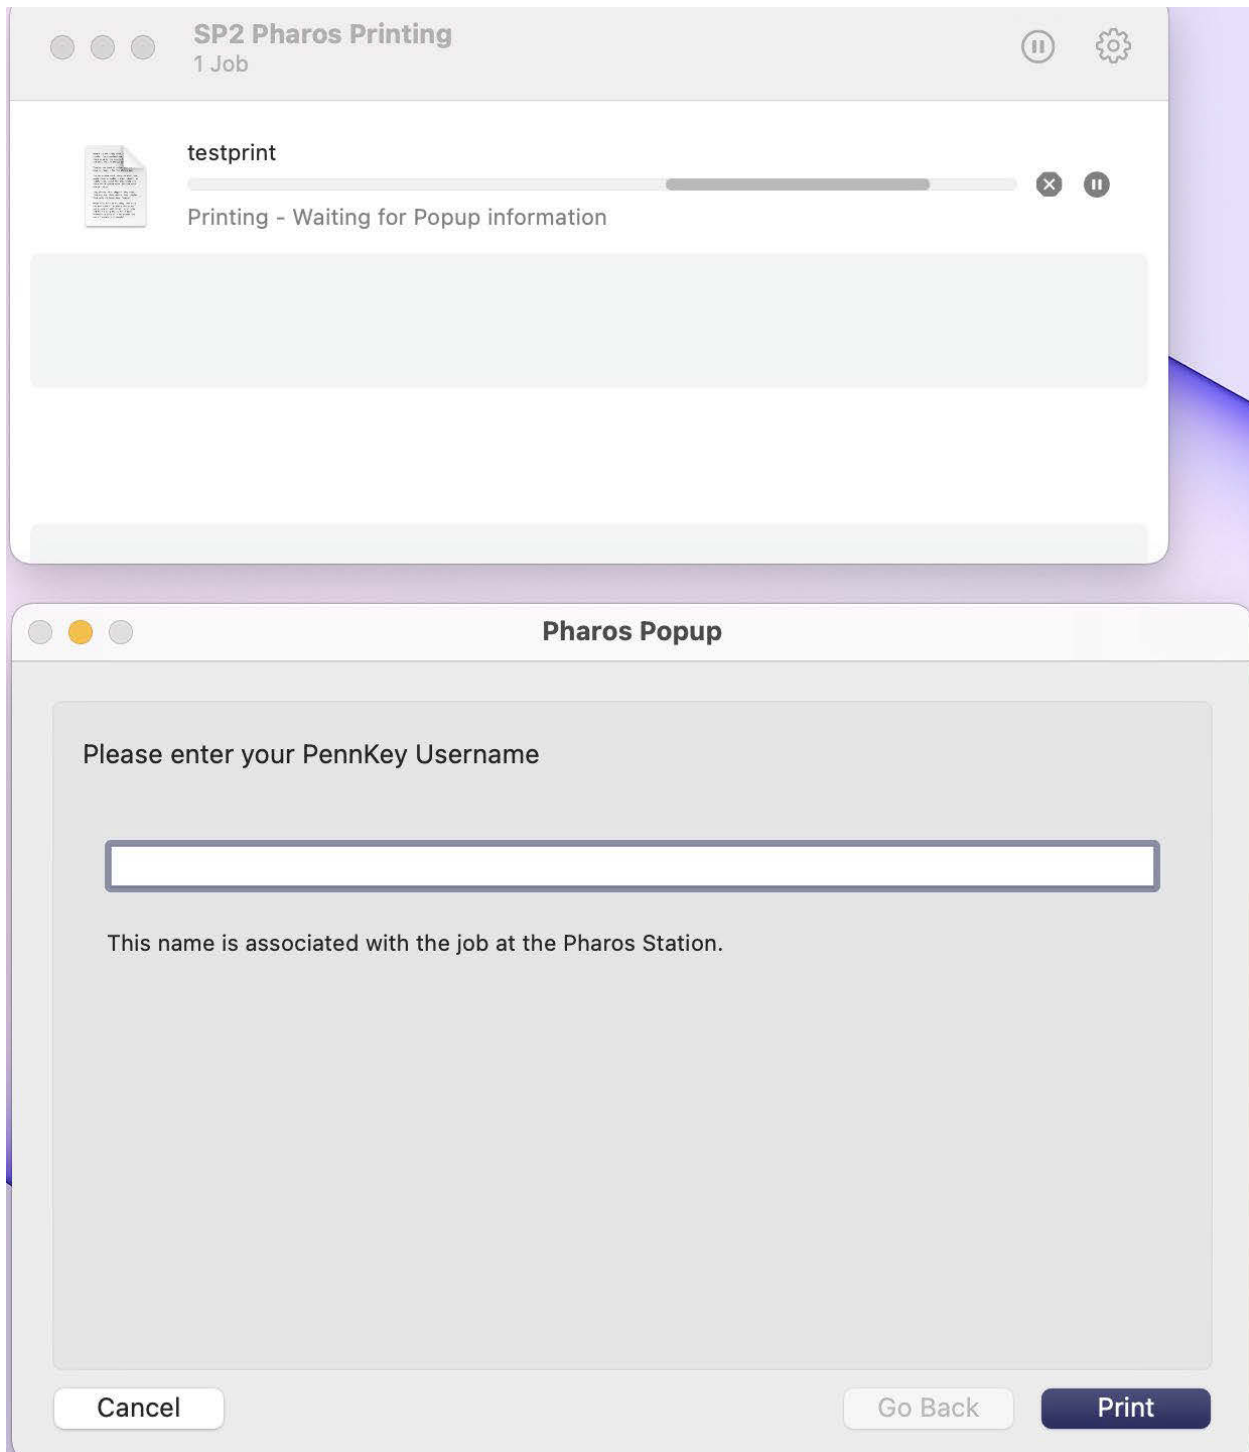 SP2 Pharos Printing
1 Job
testprint
Printing - Waiting for Popup information
Pharos Popup
Please enter your PennKey Username
This name is associated with the job at the Pharos Station.
Cancel
Go Back
Print